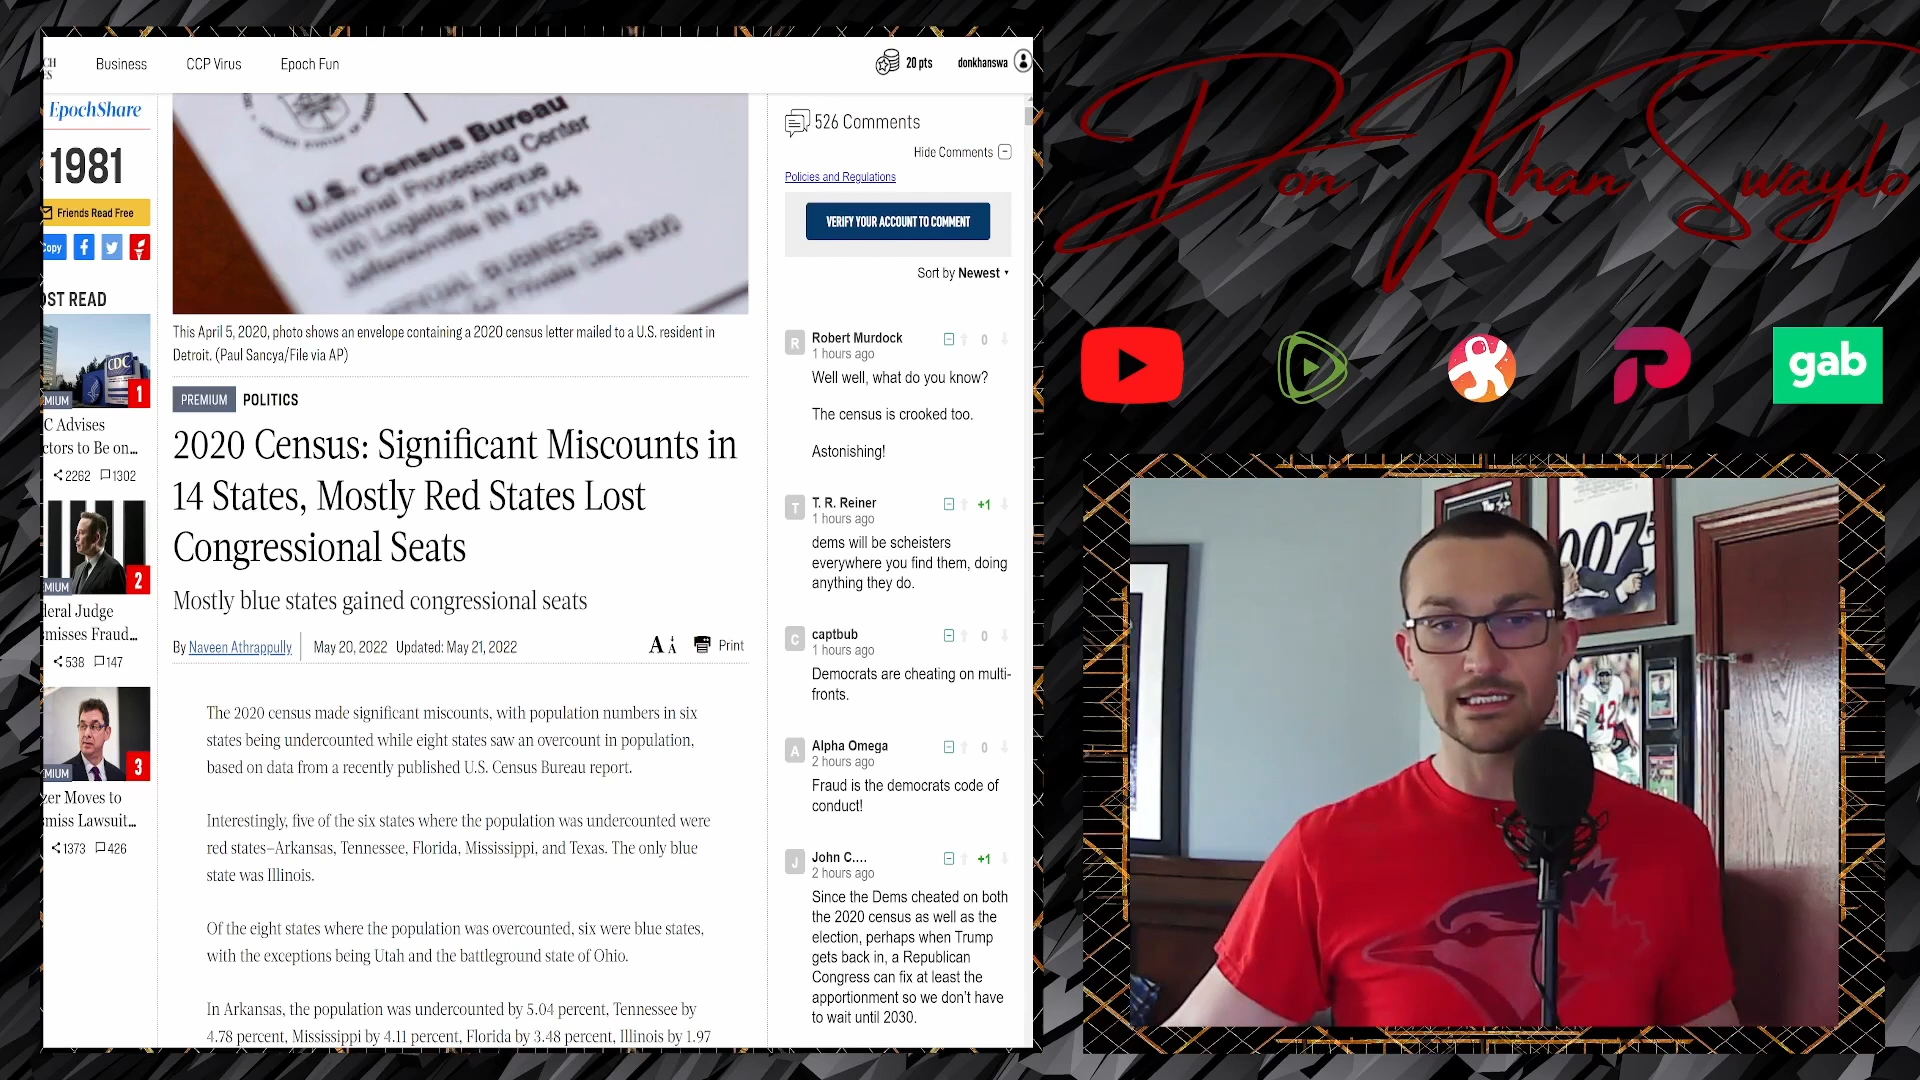 CH
ES
Business
CCP Virus
Epoch Fun
20 pts
donkhanswa
EpochShare
1981
Friends Read Free
opy
OST READ
CDC
MIUM
1
C Advises
ctors to Be on...
2262
1302
MIUM
2
leral Judge
smisses Fraud...
538
147
MIUM
3
zer Moves to
smiss Lawsuit...
1373
426
U.S. Census Bureau
National Processing Center
Logistics Avenue
Jeffersonville IN 47144
OFFICIAL BUSINESS
Private Use $300
This April 5, 2020, photo shows an envelope containing a 2020 census letter mailed to a U.S. resident in
Detroit. (Paul Sancya/File via AP)
PREMIUM
POLITICS
2020 Census: Significant Miscounts in
14 States, Mostly Red States Lost
Congressional Seats
Mostly blue states gained congressional seats
By Naveen Athrappully
May 20, 2022 Updated: May 21, 2022
A A
Print
The 2020 census made significant miscounts, with population numbers in six
states being undercounted while eight states saw an overcount in population,
based on data from a recently published U.S. Census Bureau report.
Interestingly, five of the six states where the population was undercounted were
red states–Arkansas, Tennessee, Florida, Mississippi, and Texas. The only blue
state was Illinois.
Of the eight states where the population was overcounted, six were blue states,
with the exceptions being Utah and the battleground state of Ohio.
In Arkansas, the population was undercounted by 5.04 percent, Tennessee by
4.78 percent, Mississippi by 4.11 percent, Florida by 3.48 percent, Illinois by 1.97
526 Comments
Hide Comments
Policies and Regulations
VERIFY YOUR ACCOUNT TO COMMENT
Sort by Newest
R
Robert Murdock
0
1 hours ago
Well well, what do you know?
The census is crooked too.
Astonishing!
T
T. R. Reiner
+1
1 hours ago
dems will be scheisters
everywhere you find them, doing
anything they do.
C
captbub
0
1 hours ago
Democrats are cheating on multi-
fronts.
A
Alpha Omega
0
2 hours ago
Fraud is the democrats code of
conduct!
J
John C....
+1
2 hours ago
Since the Dems cheated on both
the 2020 census as well as the
election, perhaps when Trump
gets back in, a Republican
Congress can fix at least the
apportionment so we don't have
to wait until 2030.
Don Khan Swaylo
gab
007
42